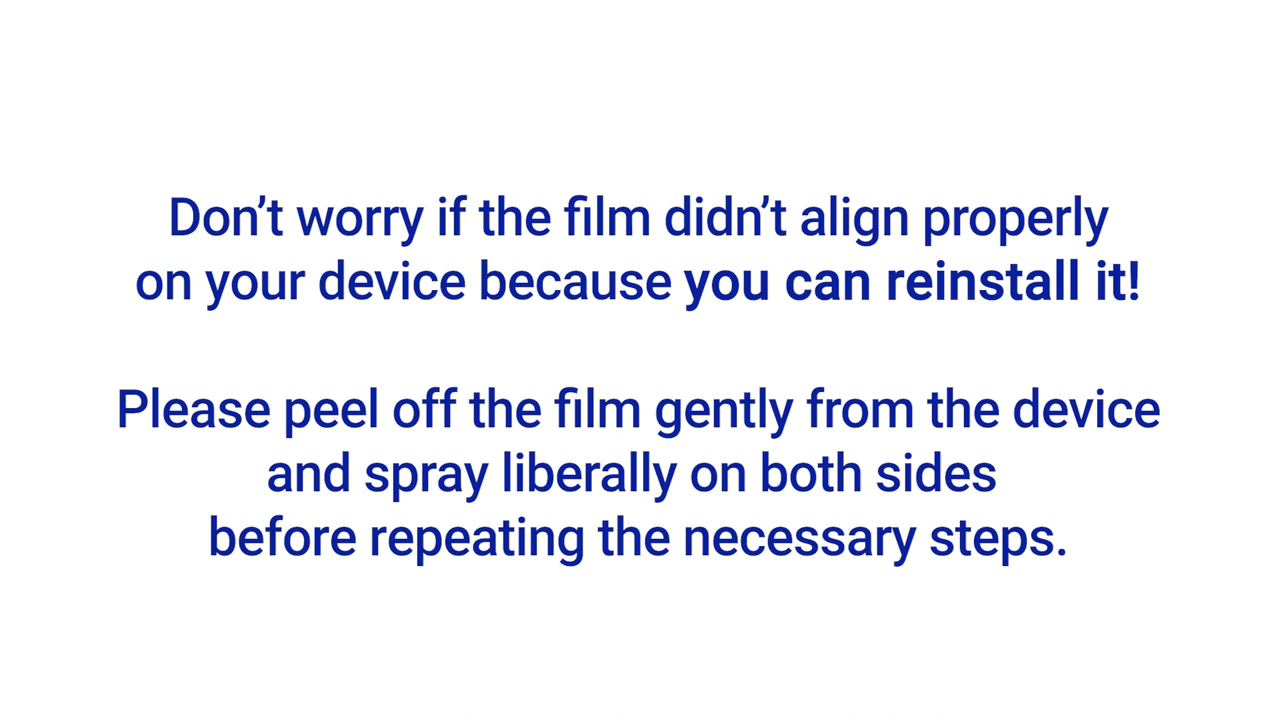 Don’t worry if the film didn’t align properly
on your device because you can reinstall it!
Please peel off the film gently from the device
and spray liberally on both sides
before repeating the necessary steps.